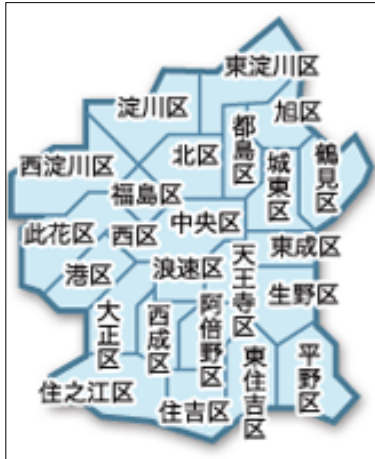 東淀川区
淀川区
旭区
都島区
鶴見区
北区
城東区
西淀川区
福島区
中央区
此花区
西区
天王寺区
東成区
港区
浪速区
生野区
大正区
西成区
阿倍野区
東住吉区
平野区
住之江区
住吉区